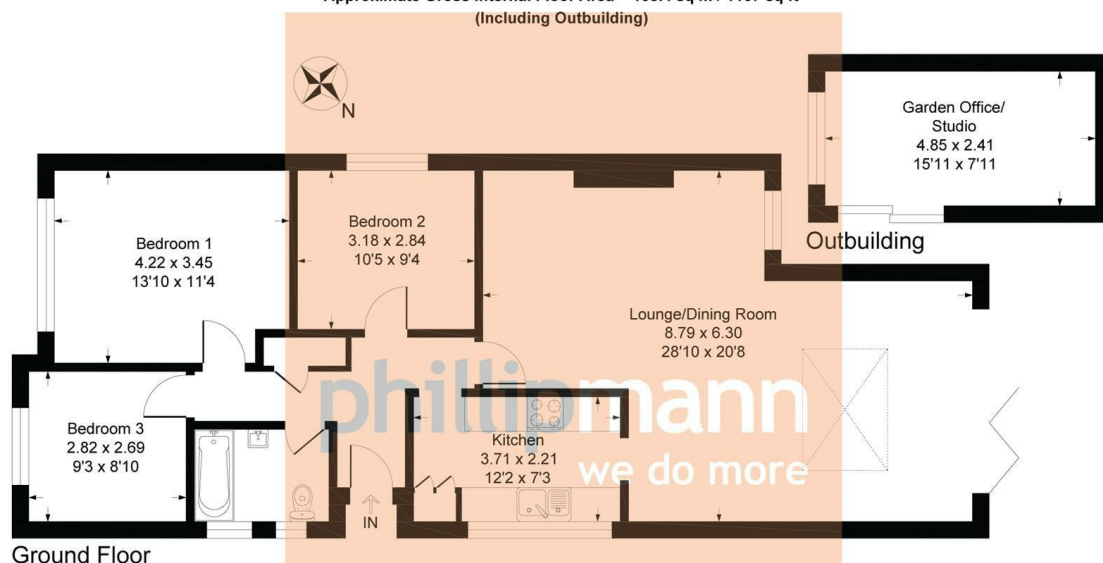 (Including Outbuilding)
N
Garden Office/
Studio
4.85 x 2.41
15'11 x 7'11
Outbuilding
Bedroom 1
4.22 x 3.45
13'10 x 11'4
Bedroom 2
3.18 x 2.84
10'5 x 9'4
Lounge/Dining Room
8.79 x 6.30
28'10 x 20'8
phillipmann
we do more
Bedroom 3
2.82 x 2.69
9'3 x 8'10
Kitchen
3.71 x 2.21
12'2 x 7'3
IN
Ground Floor